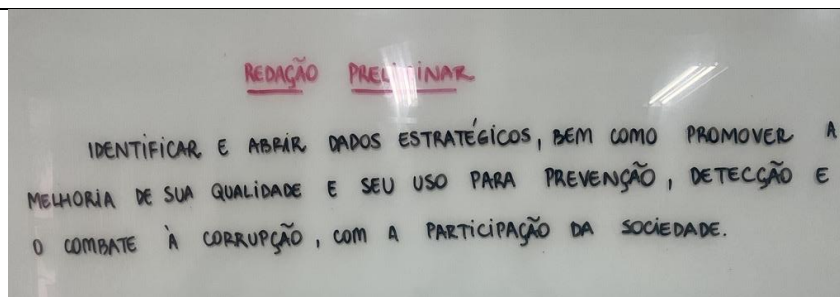 REDAÇÃO PRELIMINAR
IDENTIFICAR E ABRIR DADOS ESTRATÉGICOS, BEM COMO PROMOVER A
MELHORIA DE SUA QUALIDADE E SEU USO PARA PREVENÇÃO, DETECÇÃO E
O COMBATE À CORRUPÇÃO, COM A PARTICIPAÇÃO DA SOCIEDADE.